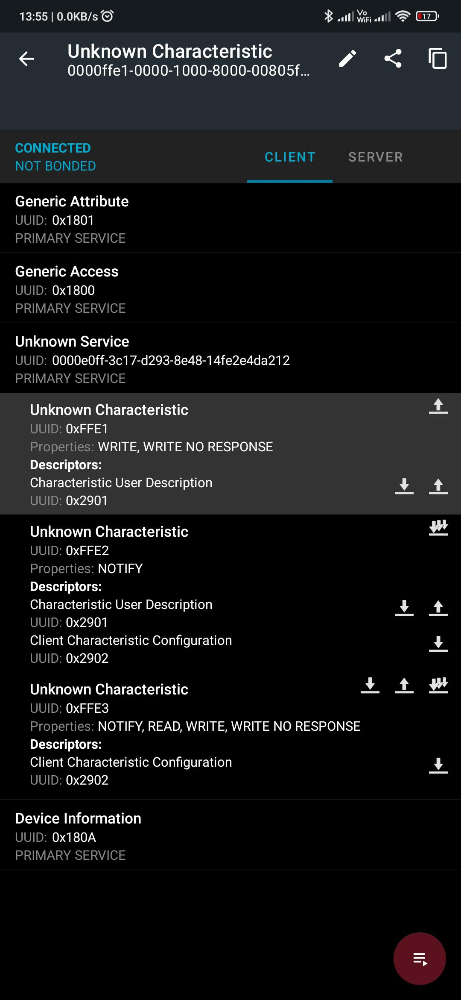 13:55 | 0.0KB/s
Vo WiFi
17
Unknown Characteristic
0000ffe1-0000-1000-8000-00805f…
CONNECTED
NOT BONDED
CLIENT
SERVER
Generic Attribute
UUID: 0x1801
PRIMARY SERVICE
Generic Access
UUID: 0x1800
PRIMARY SERVICE
Unknown Service
UUID: 0000e0ff-3c17-d293-8e48-14fe2e4da212
PRIMARY SERVICE
Unknown Characteristic
UUID: 0xFFE1
Properties: WRITE, WRITE NO RESPONSE
Descriptors:
Characteristic User Description
UUID: 0x2901
Unknown Characteristic
UUID: 0xFFE2
Properties: NOTIFY
Descriptors:
Characteristic User Description
UUID: 0x2901
Client Characteristic Configuration
UUID: 0x2902
Unknown Characteristic
UUID: 0xFFE3
Properties: NOTIFY, READ, WRITE, WRITE NO RESPONSE
Descriptors:
Client Characteristic Configuration
UUID: 0x2902
Device Information
UUID: 0x180A
PRIMARY SERVICE